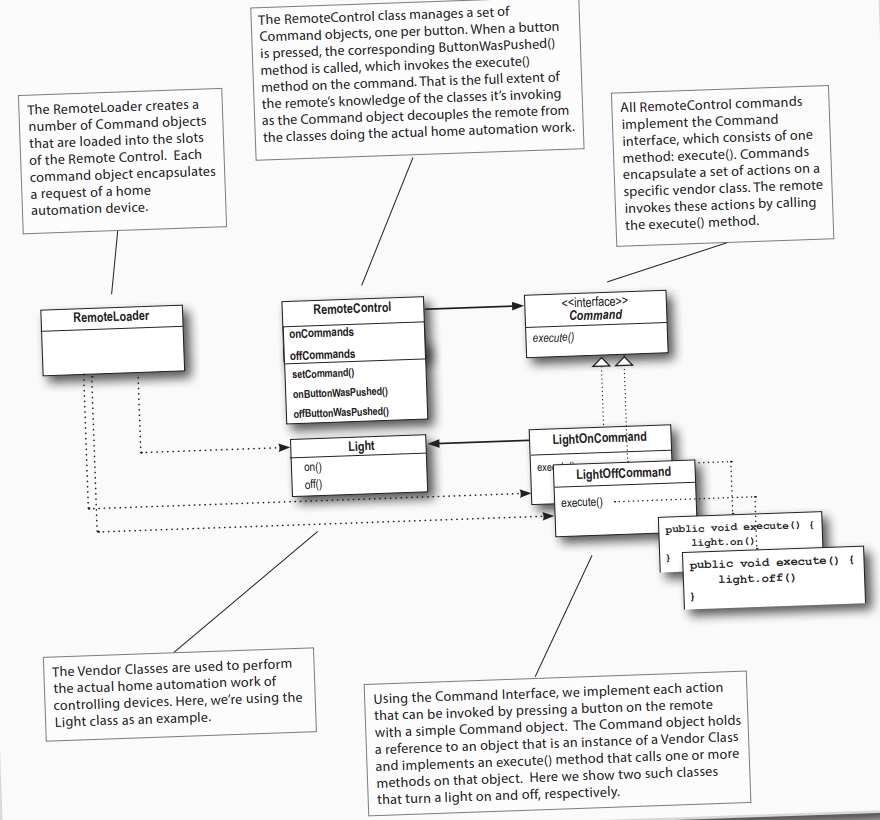 The RemoteControl class manages a set of
Command objects, one per button. When a button
is pressed, the corresponding ButtonWasPushed()
method is called, which invokes the execute()
method on the command. That is the full extent of
the remote's knowledge of the classes it's invoking
as the Command object decouples the remote from
the classes doing the actual home automation work.
The RemoteLoader creates a
number of Command objects
that are loaded into the slots
of the Remote Control. Each
command object encapsulates
a request of a home
automation device.
All RemoteControl commands
implement the Command
interface, which consists of one
method: execute(). Commands
encapsulate a set of actions on a
specific vendor class. The remote
invokes these actions by calling
the execute() method.
RemoteLoader
RemoteControl
onCommands
offCommands
setCommand()
onButtonWasPushed()
offButtonWasPushed()
<<interface>>
Command
execute()
Light
on()
off()
LightOnCommand
LightOffCommand
execute()
public void execute() {
light.on()
}
public void execute() {
light.off()
}
The Vendor Classes are used to perform
the actual home automation work of
controlling devices. Here, we're using the
Light class as an example.
Using the Command Interface, we implement each action
that can be invoked by pressing a button on the remote
with a simple Command object. The Command object holds
a reference to an object that is an instance of a Vendor Class
and implements an execute() method that calls one or more
methods on that object. Here we show two such classes
that turn a light on and off, respectively.